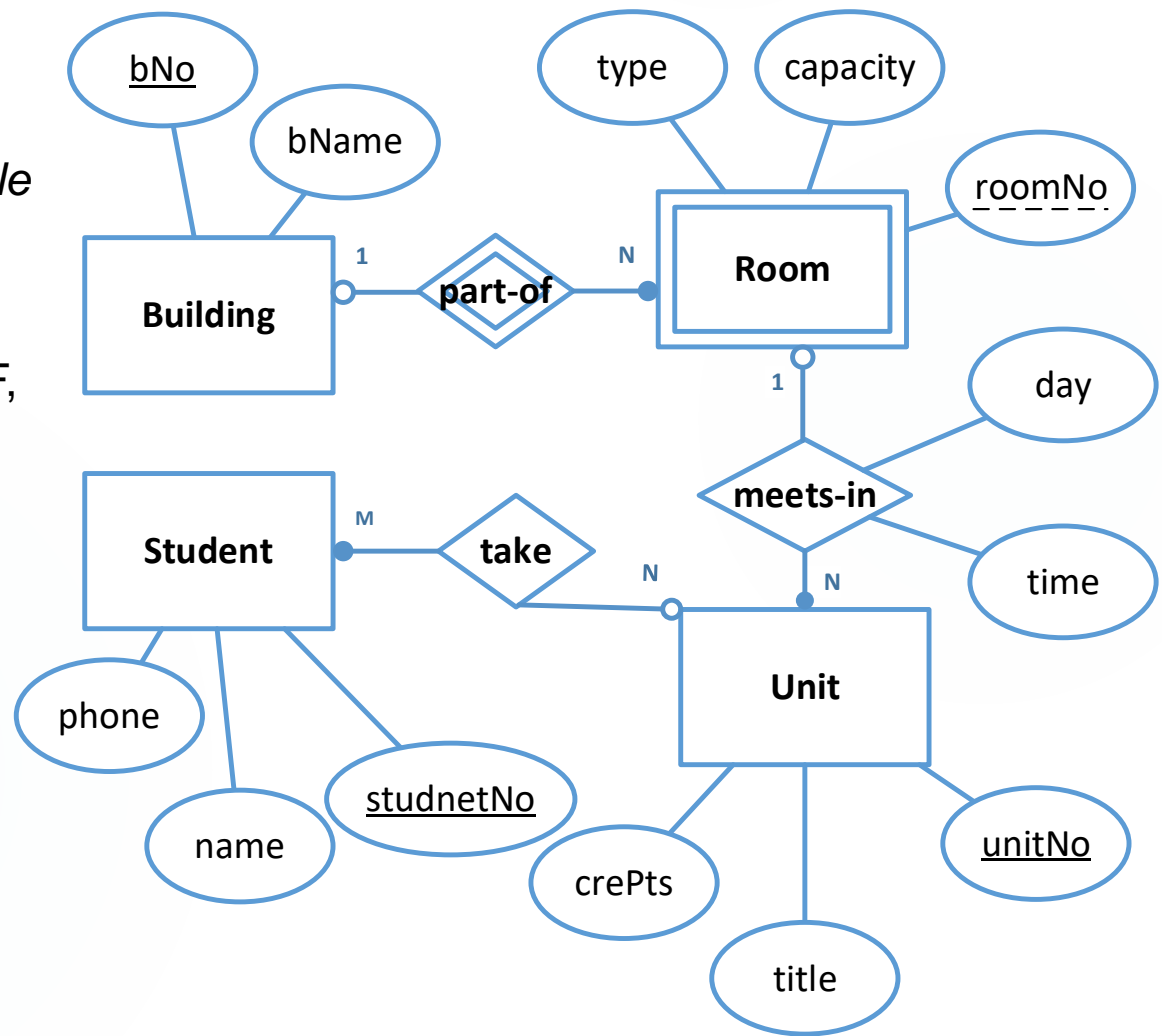 bNo
bName
type
capacity
roomNo
le
Building
1
part-of
N
Room
F,
1
day
meets-in
time
N
Student
M
take
N
Unit
phone
name
studnetNo
crePts
title
unitNo